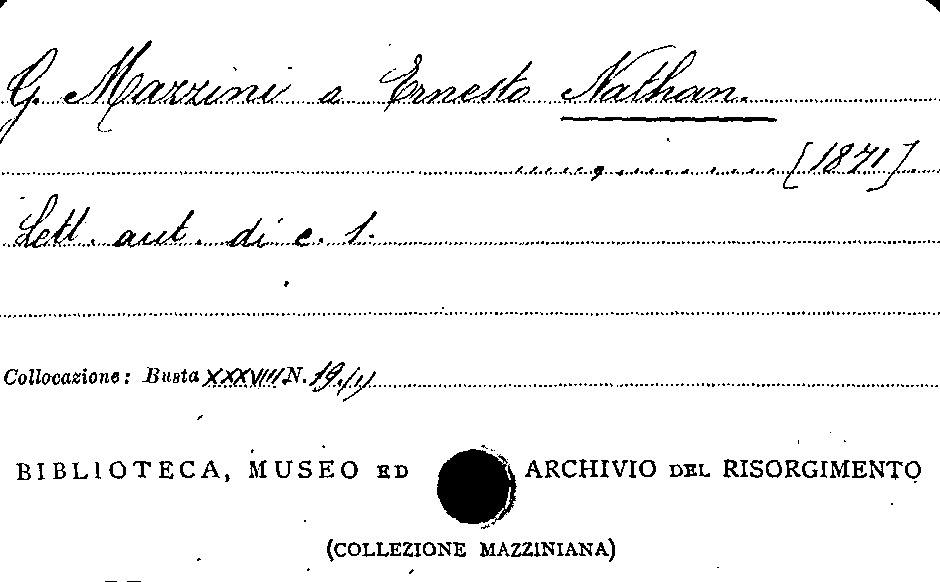 G. Mazzini a Ernesto Nathan.
[1871].
Lett. aut. di c. 1.
Collocazione: Busta XXXVIII N. 19
BIBLIOTECA, MUSEO ED ARCHIVIO DEL RISORGIMENTO
(COLLEZIONE MAZZINIANA)